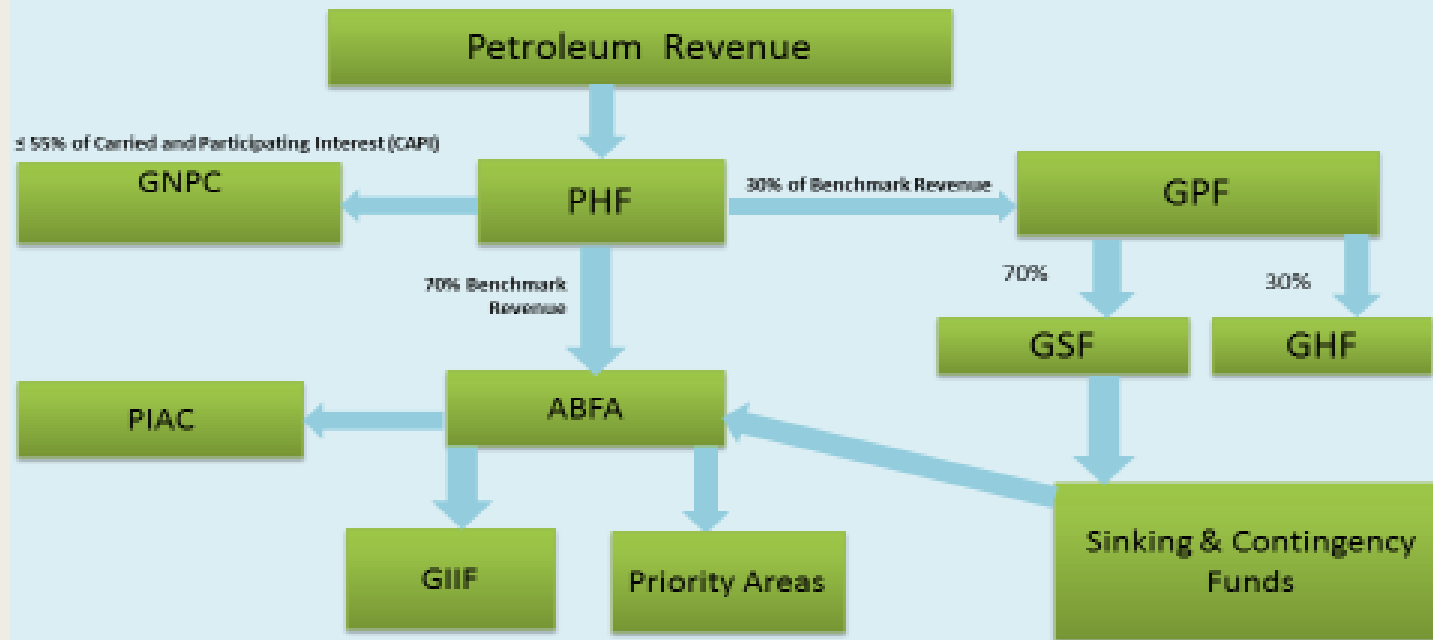 Petroleum Revenue
≤ 55% of Carried and Participating Interest (CAPI)
GNPC
PHF
30% of Benchmark Revenue
GPF
70% Benchmark
Revenue
70%
30%
GSF
GHF
PIAC
ABFA
GIIF
Priority Areas
Sinking & Contingency
Funds